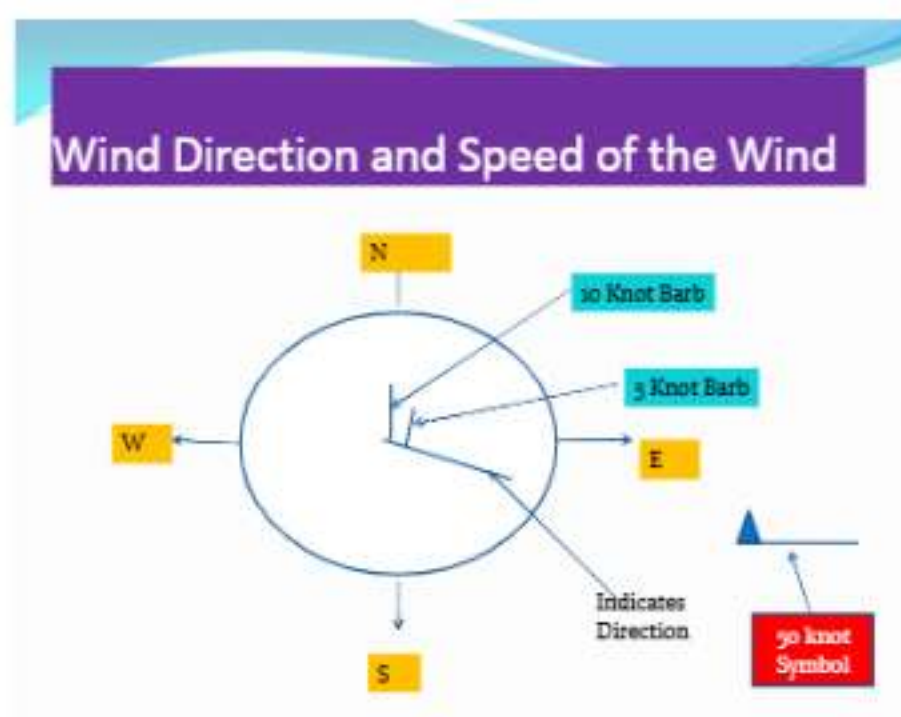 Wind Direction and Speed of the Wind
N
10 Knot Barb
5 Knot Barb
W
E
Indicates
Direction
50 knot
Symbol
S